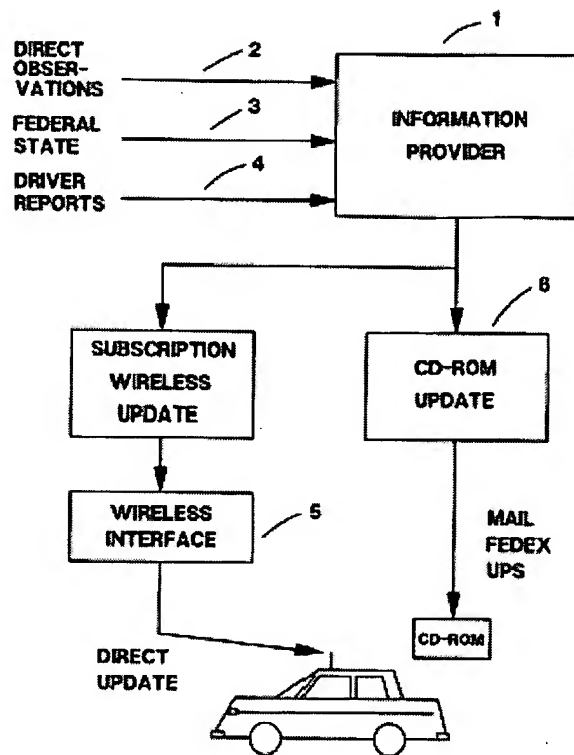 1
DIRECT
OBSER-
VATIONS
2
FEDERAL
STATE
3
DRIVER
REPORTS
4
INFORMATION
PROVIDER
SUBSCRIPTION
WIRELESS
UPDATE
6
CD-ROM
UPDATE
WIRELESS
INTERFACE
5
MAIL
FEDEX
UPS
CD-ROM
DIRECT
UPDATE